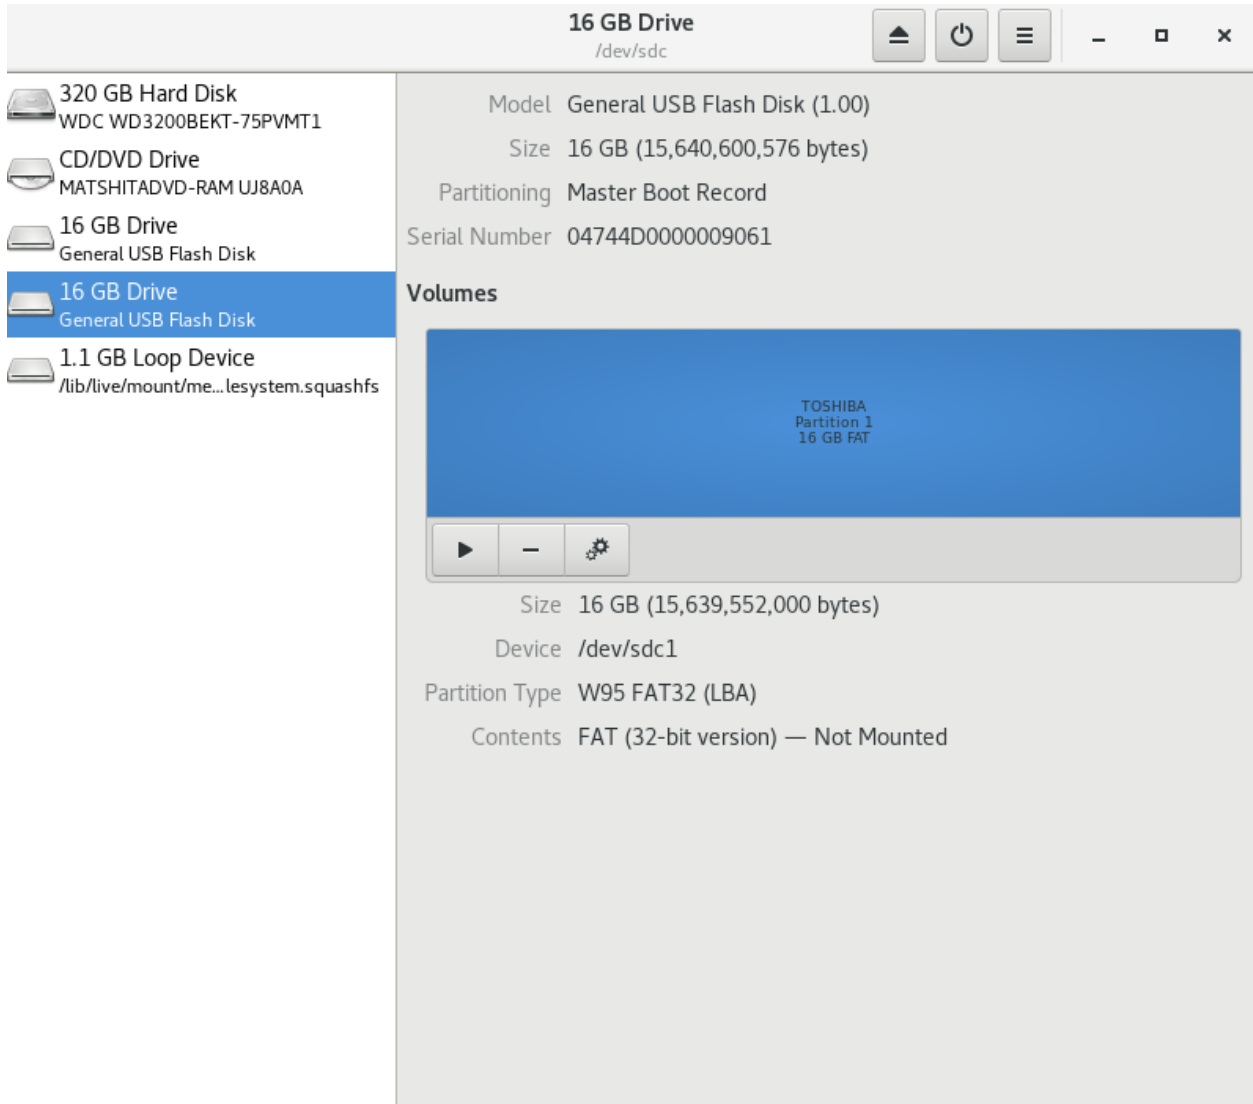 16 GB Drive
/dev/sdc
320 GB Hard Disk
WDC WD3200BEKT-75PVMT1
CD/DVD Drive
MATSHITADVD-RAM UJ8A0A
16 GB Drive
General USB Flash Disk
16 GB Drive
General USB Flash Disk
1.1 GB Loop Device
/lib/live/mount/me...lesystem.squashfs
Model General USB Flash Disk (1.00)
Size 16 GB (15,640,600,576 bytes)
Partitioning Master Boot Record
Serial Number 04744D0000009061
Volumes
TOSHIBA
Partition 1
16 GB FAT
Size 16 GB (15,639,552,000 bytes)
Device /dev/sdc1
Partition Type W95 FAT32 (LBA)
Contents FAT (32-bit version) — Not Mounted